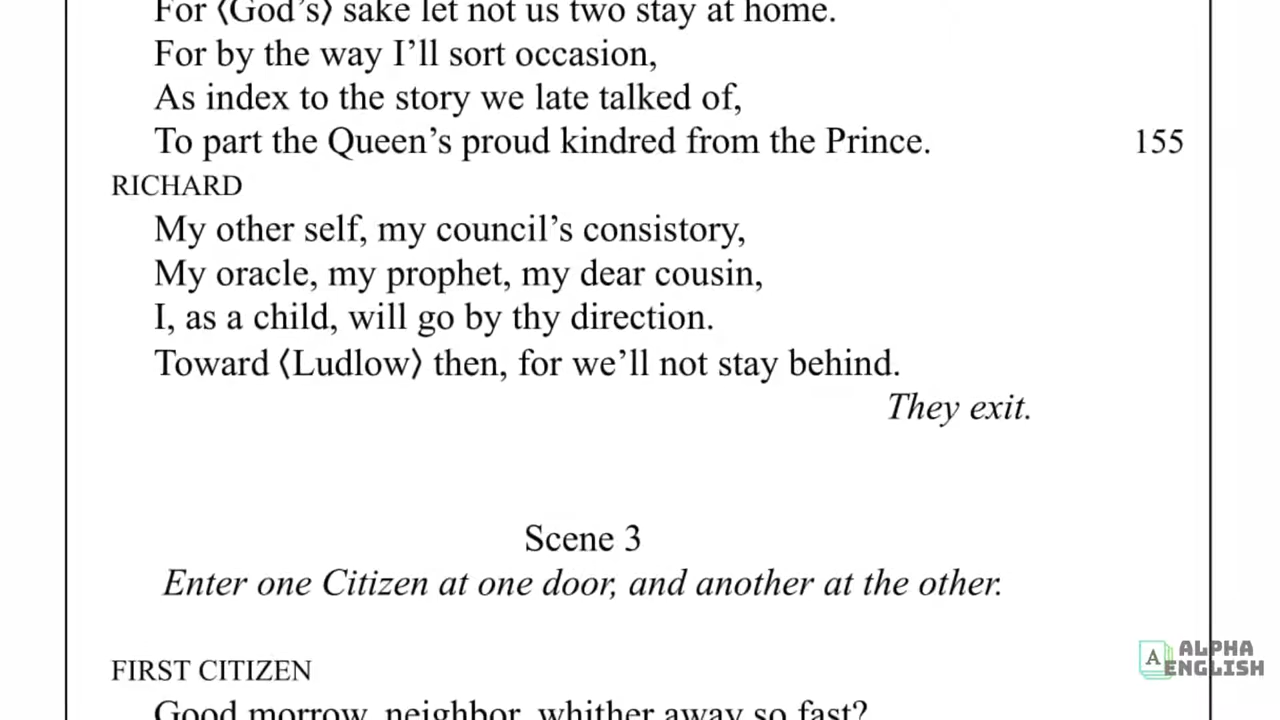 For ⟨God’s⟩ sake let not us two stay at home.
For by the way I’ll sort occasion,
As index to the story we late talked of,
To part the Queen’s proud kindred from the Prince. 155
RICHARD
My other self, my council’s consistory,
My oracle, my prophet, my dear cousin,
I, as a child, will go by thy direction.
Toward ⟨Ludlow⟩ then, for we’ll not stay behind.
They exit.
Scene 3
Enter one Citizen at one door, and another at the other.
FIRST CITIZEN
Good morrow, neighbor, whither away so fast?
A ALPHA
ENGLISH